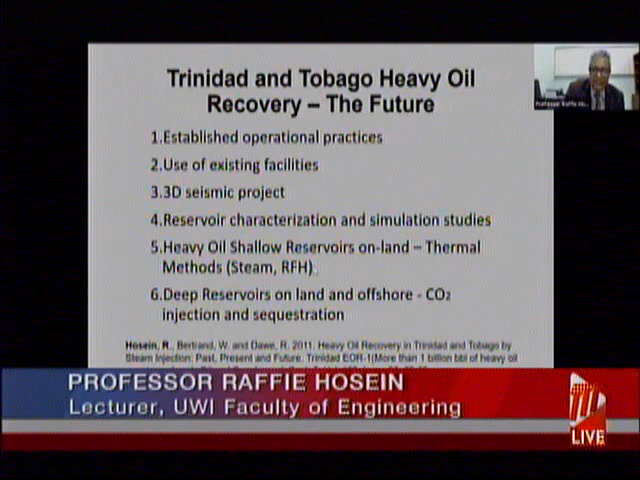 Trinidad and Tobago Heavy Oil
Recovery – The Future
1.Established operational practices
2.Use of existing facilities
3.3D seismic project
4.Reservoir characterization and simulation studies
5.Heavy Oil Shallow Reservoirs on-land – Thermal
Methods (Steam, RFH).
6.Deep Reservoirs on land and offshore - CO₂
injection and sequestration
Hosein, R., Bertrand, W. and Dawe, R. 2011. Heavy Oil Recovery in Trinidad and Tobago by
Steam Injection: Past, Present and Future. Trinidad EOR-1(More than 1 billion bbl of heavy oil
Professor Raffie
PROFESSOR RAFFIE HOSEIN
Lecturer, UWI Faculty of Engineering
LIVE